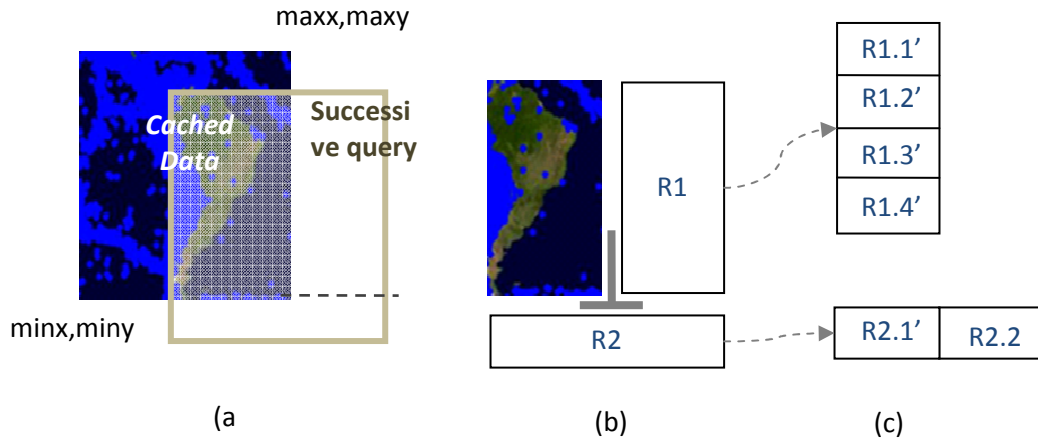 maxx,maxy
Cached
Data
Successi
ve query
minx,miny
(a
R1
R2
(b)
R1.1’
R1.2’
R1.3’
R1.4’
R2.1’
R2.2
(c)